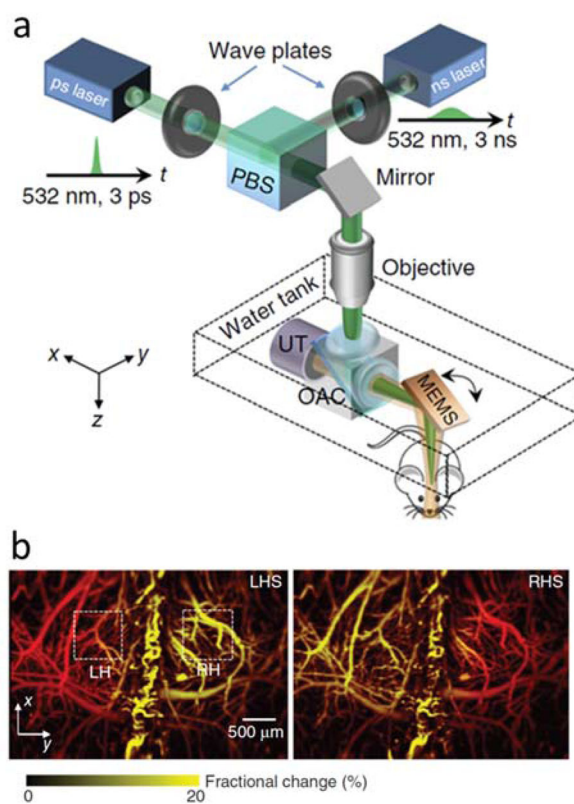 a
Wave plates
ps laser
ns laser
t
532 nm, 3 ps
t
532 nm, 3 ns
PBS
Mirror
Objective
Water tank
UT
OAC
MEMS
x
y
z
b
LHS
RHS
LH
RH
x
y
500 μm
Fractional change (%)
0
20